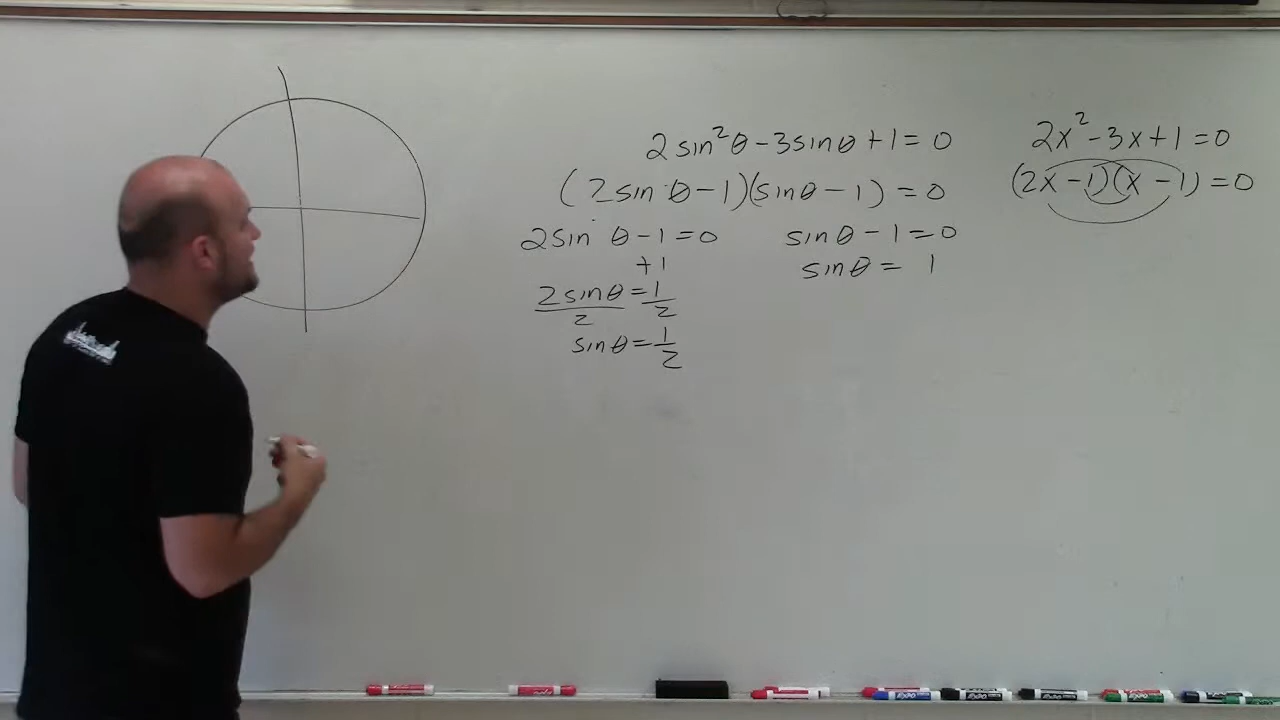 2sin²θ-3sinθ+1=0
(2sinθ-1)(sinθ-1)=0
2sinθ-1=0
+1
2sinθ=1
2 2
sinθ=1/2
sinθ-1=0
sinθ=1
2x²-3x+1=0
(2x-1)(x-1)=0